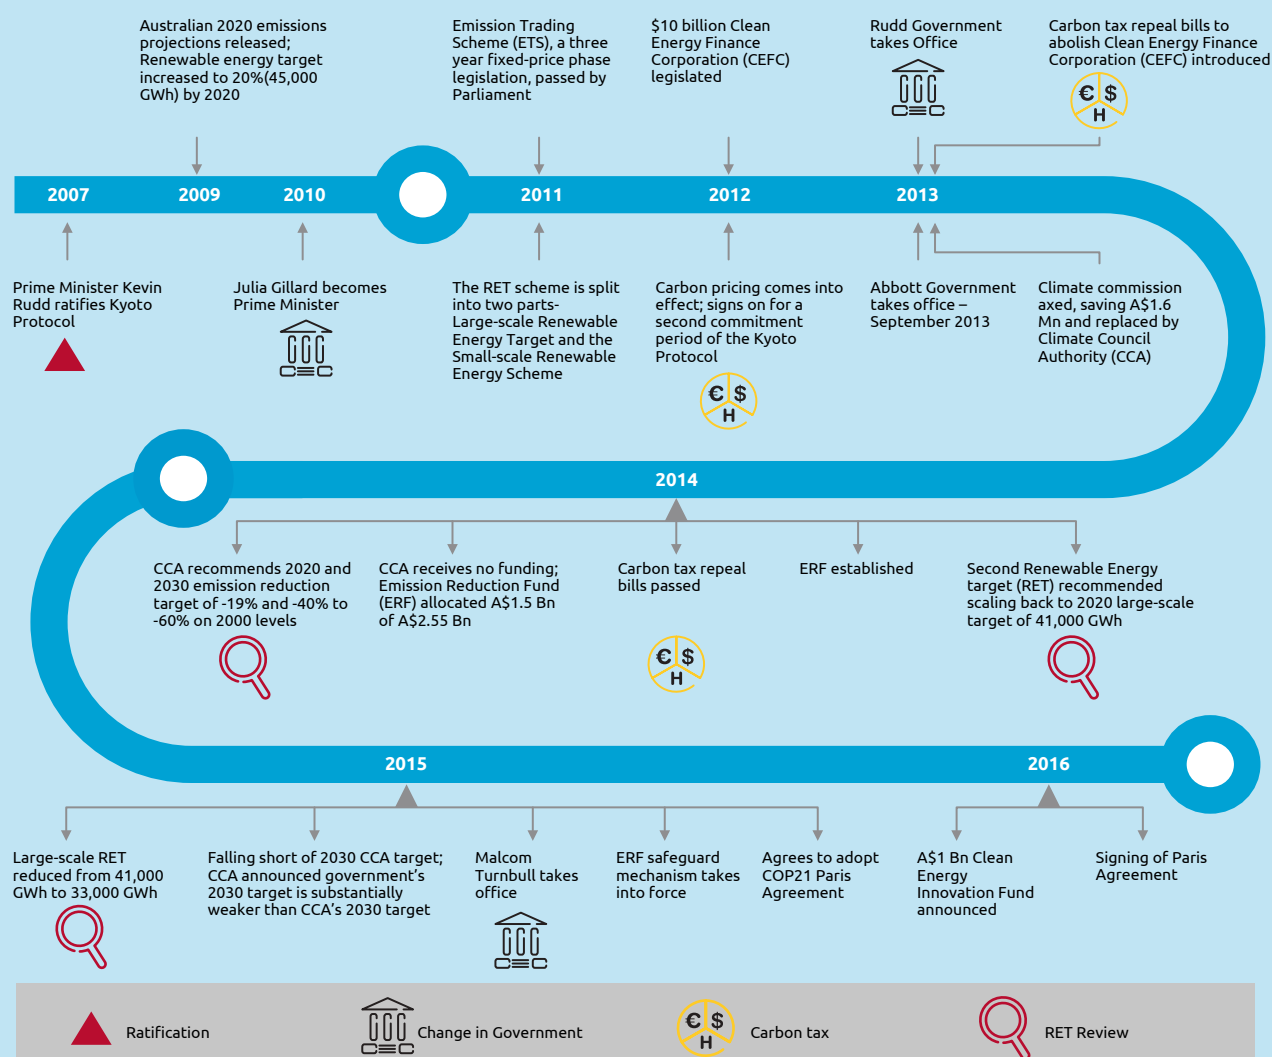 Australian 2020 emissions
projections released;
Renewable energy target
increased to 20%(45,000
GWh) by 2020
Emission Trading
Scheme (ETS), a three
year fixed-price phase
legislation, passed by
Parliament
$10 billion Clean
Energy Finance
Corporation (CEFC)
legislated
Rudd Government
takes Office
Carbon tax repeal bills to
abolish Clean Energy Finance
Corporation (CEFC) introduced
€ $
H
2007
2009
2010
2011
2012
2013
Prime Minister Kevin
Rudd ratifies Kyoto
Protocol
Julia Gillard becomes
Prime Minister
The RET scheme is split
into two parts-
Large-scale Renewable
Energy Target and the
Small-scale Renewable
Energy Scheme
Carbon pricing comes into
effect; signs on for a
second commitment
period of the Kyoto
Protocol
€ $
H
Abbott Government
takes office –
September 2013
Climate commission
axed, saving A$1.6
Mn and replaced by
Climate Council
Authority (CCA)
2014
CCA recommends 2020 and
2030 emission reduction
target of -19% and -40% to
-60% on 2000 levels
CCA receives no funding;
Emission Reduction Fund
(ERF) allocated A$1.5 Bn
of A$2.55 Bn
Carbon tax repeal
bills passed
€ $
H
ERF established
Second Renewable Energy
target (RET) recommended
scaling back to 2020 large-scale
target of 41,000 GWh
2015
2016
Large-scale RET
reduced from 41,000
GWh to 33,000 GWh
Falling short of 2030 CCA target;
CCA announced government's
2030 target is substantially
weaker than CCA's 2030 target
Malcom
Turnbull takes
office
ERF safeguard
mechanism takes
into force
Agrees to adopt
COP21 Paris
Agreement
A$1 Bn Clean
Energy
Innovation Fund
announced
Signing of Paris
Agreement
Ratification
Change in Government
€ $
H
Carbon tax
RET Review